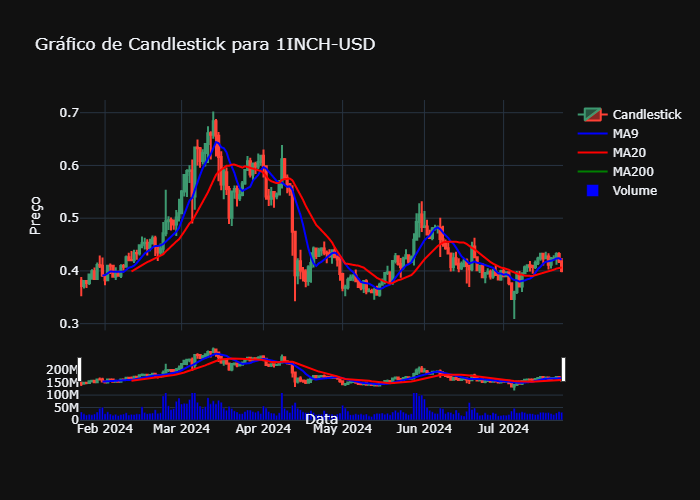 Gráfico de Candlestick para 1INCH-USD
Candlestick
MA9
MA20
MA200
Volume
Preço
0.7
0.6
0.5
0.4
0.3
200M
150M
100M
50M
0
Data
Feb 2024 Mar 2024 Apr 2024 May 2024 Jun 2024 Jul 2024